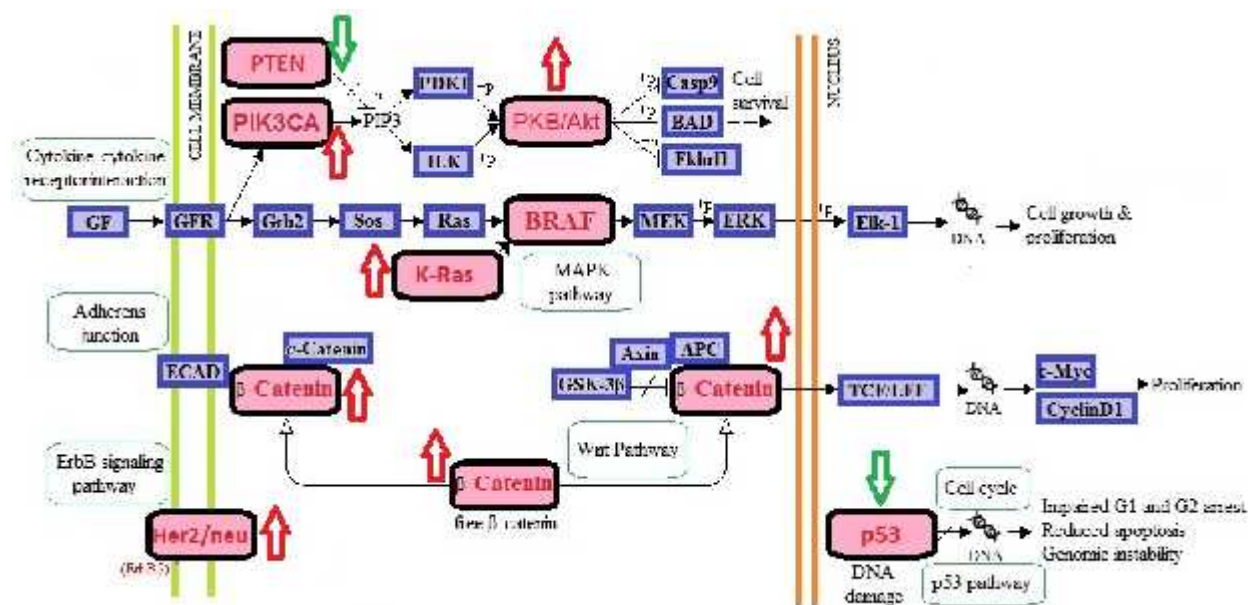 CELL MEMBRANE
NUCLEUS
PTEN
PIK3CA
PIP3
PDK1
+p
ILK
+p
PKB/Akt
+p
Casp9
BAD
Cell
survival
Cytokine cytokine
receptor interaction
GF
GFR
Grb2
Sos
Ras
BRAF
MEK
+p
ERK
+p
Elk-1
DNA
Cell growth &
proliferation
K-Ras
MAPK
pathway
Adherens
junction
ECAD
α-Catenin
β Catenin
Axin
APC
GSK-3β
β Catenin
TCF/LEF
DNA
c-Myc
CyclinD1
Proliferation
Wnt Pathway
ErbB signaling
pathway
β Catenin
free β catenin
Her2/neu
p53
DNA
damage
Cell cycle
DNA
p53 pathway
Impaired G1 and G2 arrest
Reduced apoptosis
Genomic instability